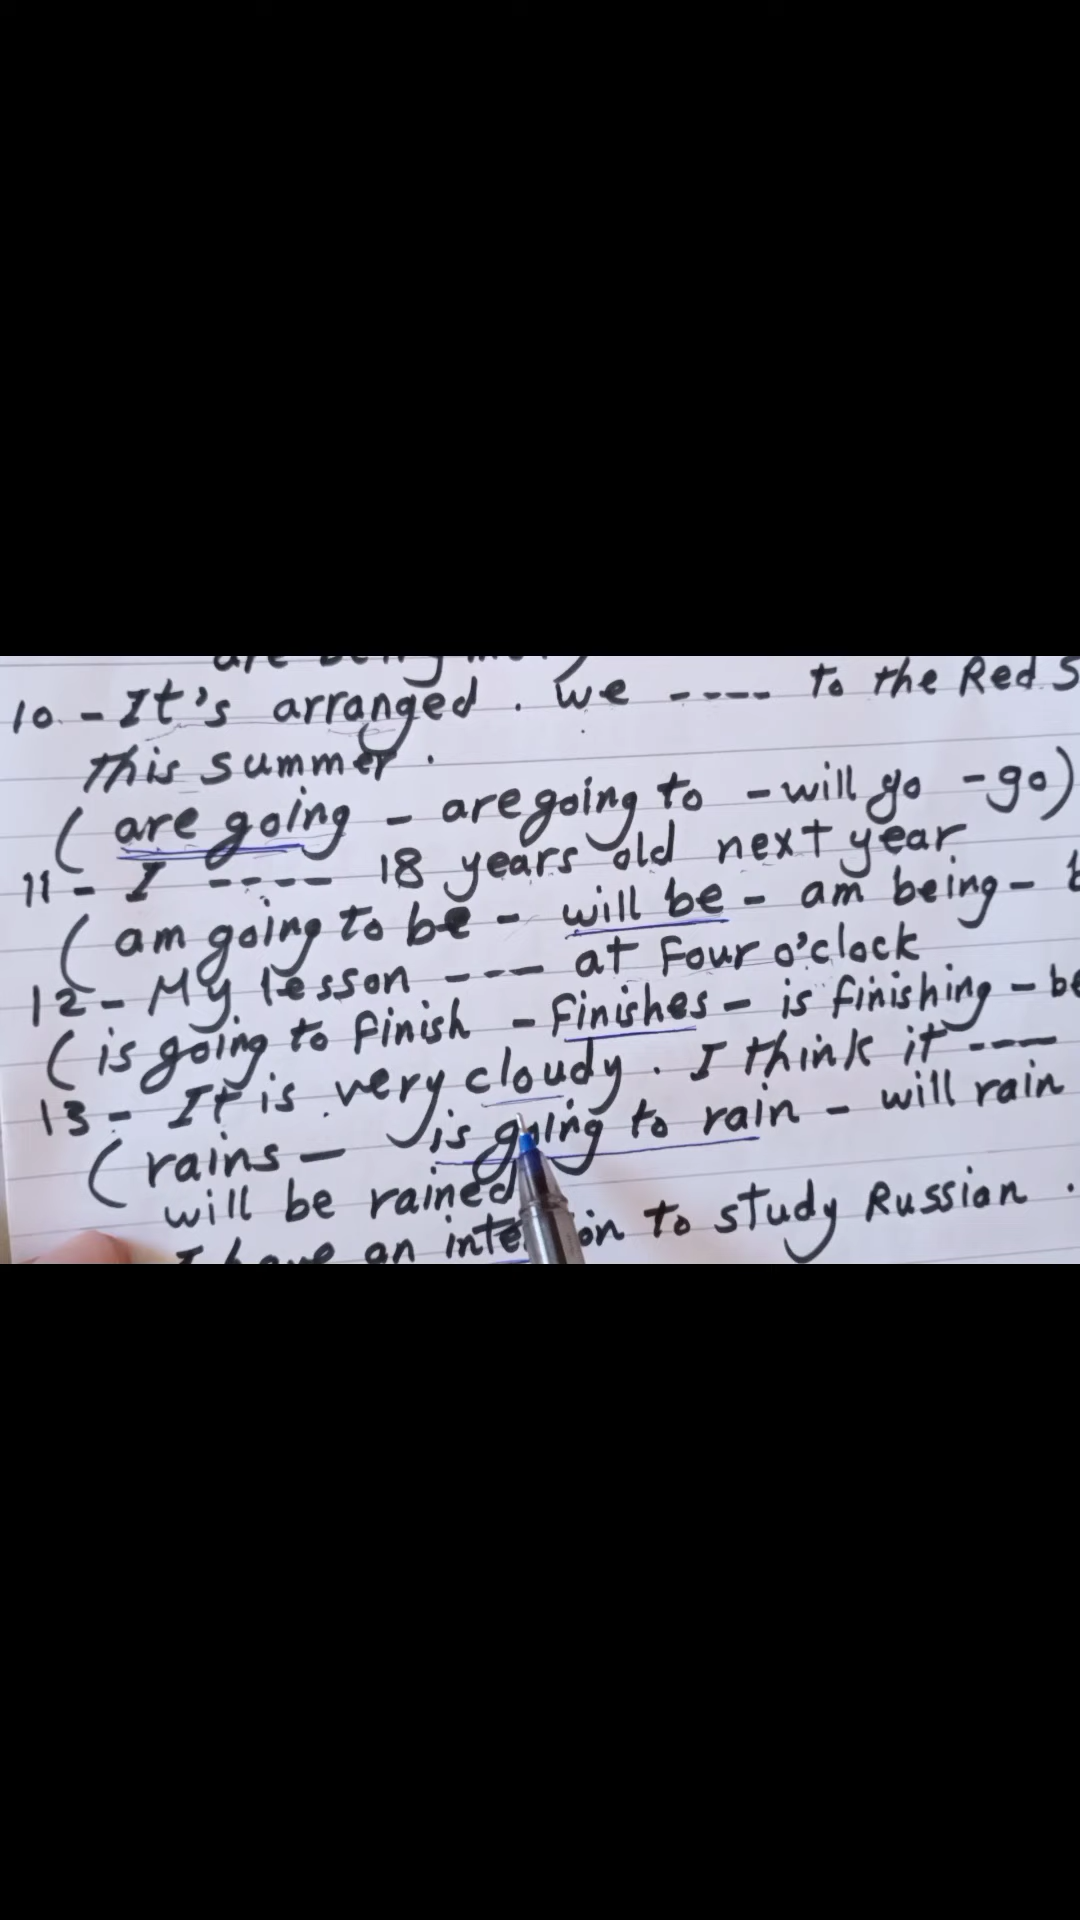 10 - It's arranged. We ---- to the Red
this summer.
( are going - are going to - will go - go)
11 - I ---- 18 years old next year
( am going to be - will be - am being -
12 - My lesson ---- at Four o'clock
( is going to finish - Finishes - is finishing -
13 - It is very cloudy. I think it ----
( rains - is going to rain - will rain
will be rained
I have an to study Russian.